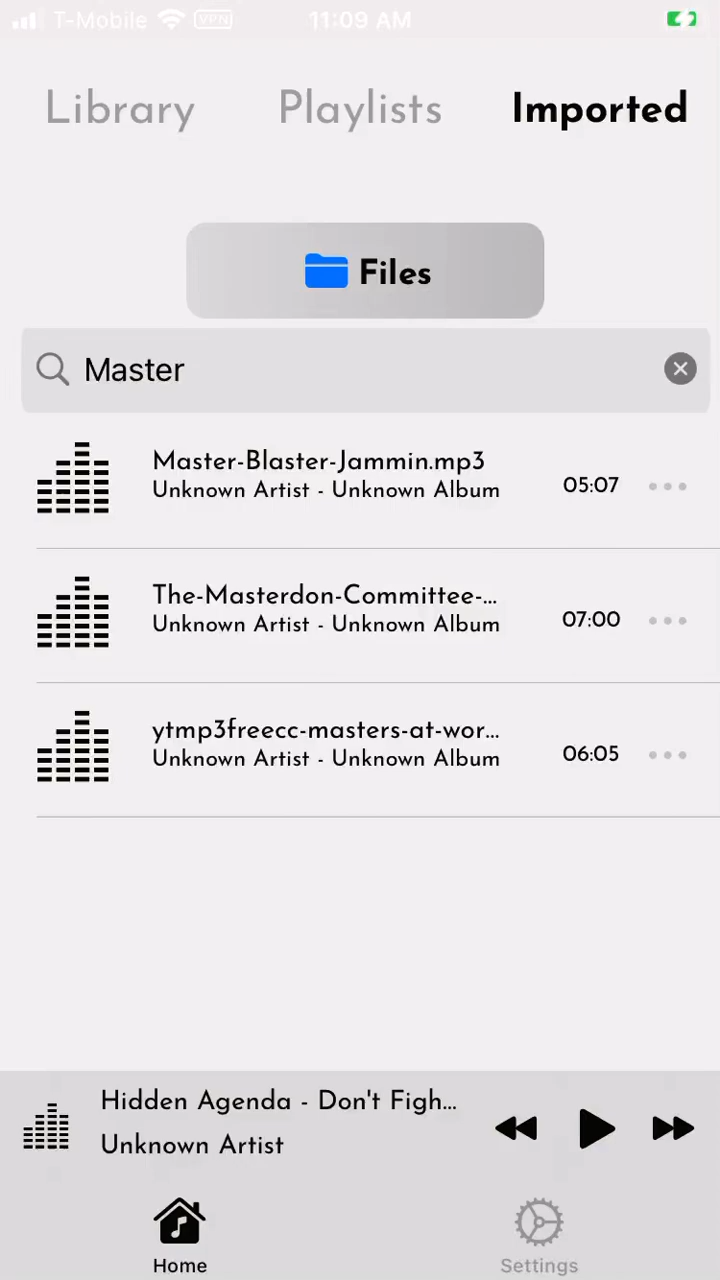 T-Mobile VPN 11:09 AM
Library Playlists Imported
Files
Master
Master-Blaster-Jammin.mp3
Unknown Artist - Unknown Album
05:07
The-Masterdon-Committee-...
Unknown Artist - Unknown Album
07:00
ytmp3freecc-masters-at-wor...
Unknown Artist - Unknown Album
06:05
Hidden Agenda - Don't Figh...
Unknown Artist
Home Settings